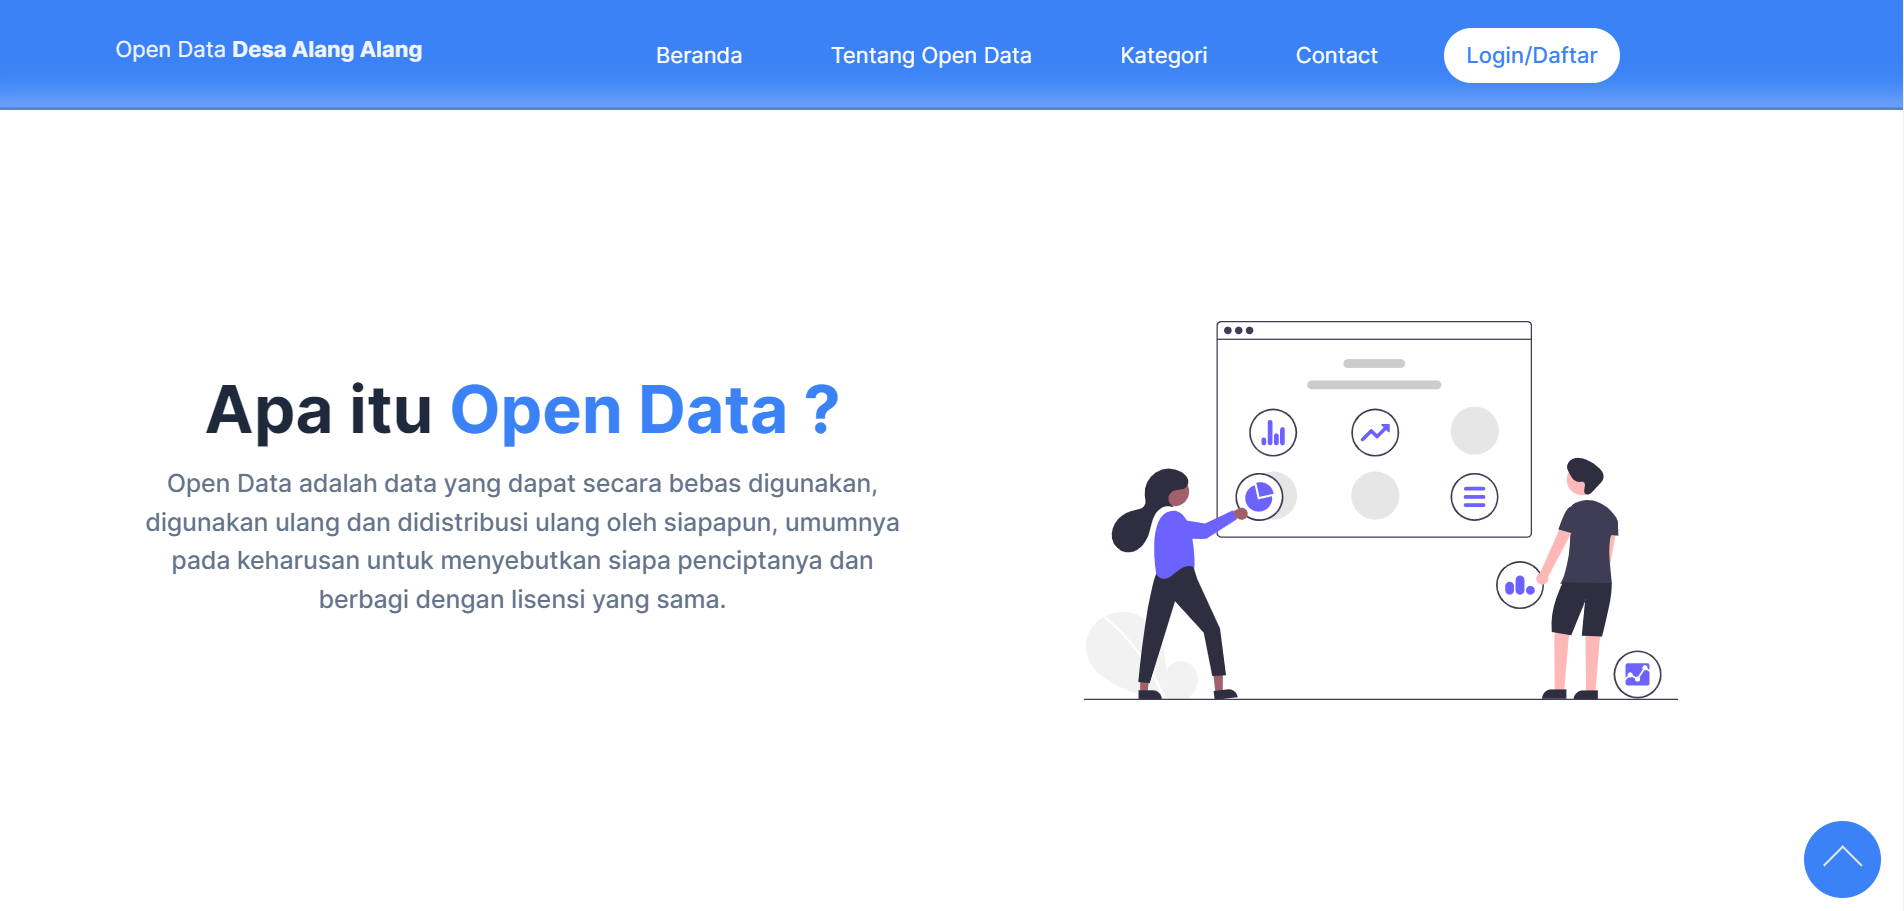 Open Data Desa Alang Alang
Beranda
Tentang Open Data
Kategori
Contact
Login/Daftar
Apa itu Open Data ?
Open Data adalah data yang dapat secara bebas digunakan,
digunakan ulang dan didistribusi ulang oleh siapapun, umumnya
pada keharusan untuk menyebutkan siapa penciptanya dan
berbagi dengan lisensi yang sama.